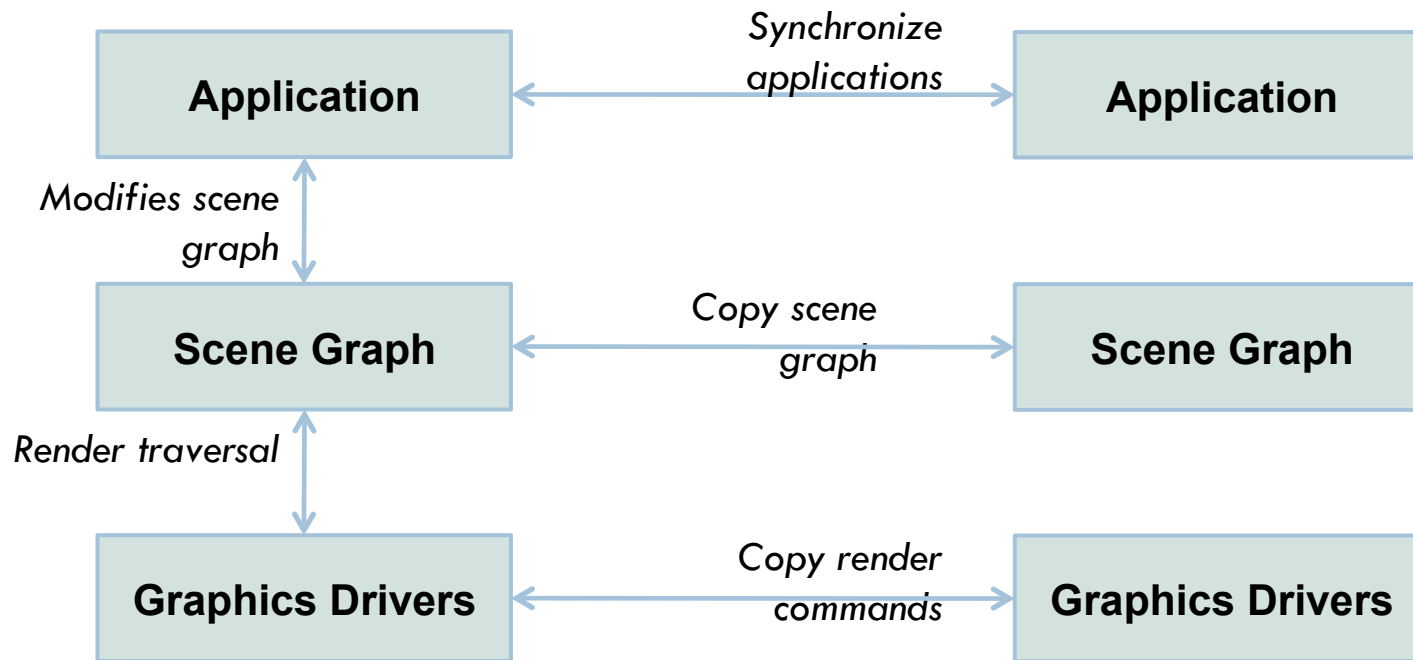 Synchronize
applications
Application
Application
Modifies scene
graph
Copy scene
graph
Scene Graph
Scene Graph
Render traversal
Copy render
commands
Graphics Drivers
Graphics Drivers